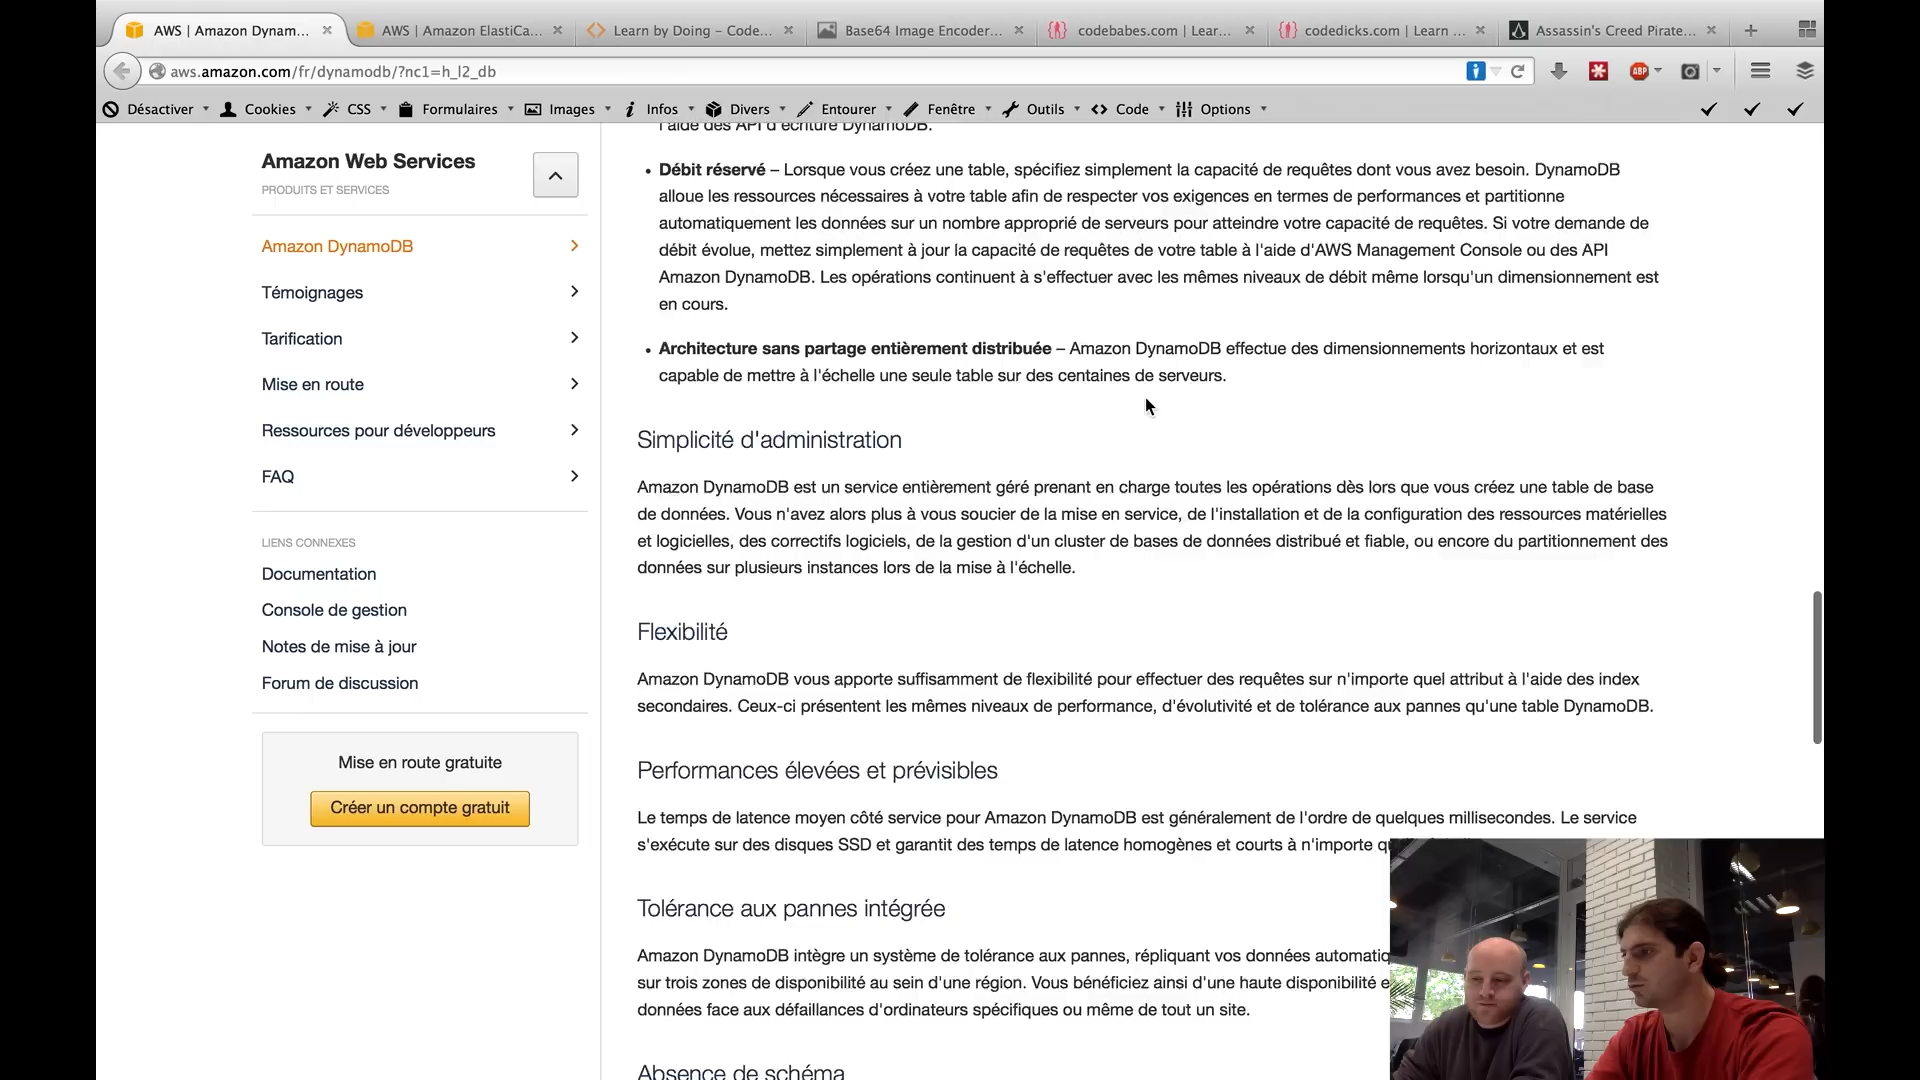 AWS | Amazon Dynam...
AWS | Amazon ElastiCa...
Learn by Doing – Code...
Base64 Image Encoder...
codebabes.com | Lear...
codedicks.com | Learn ...
Assassin's Creed Pirate...
aws.amazon.com/fr/dynamodb/?nc1=h_l2_db
ABP
Désactiver
Cookies
CSS
Formulaires
Images
Infos
Divers
Entourer
Fenêtre
Outils
Code
Options
Amazon Web Services
PRODUITS ET SERVICES
Amazon DynamoDB
Témoignages
Tarification
Mise en route
Ressources pour développeurs
FAQ
LIENS CONNEXES
Documentation
Console de gestion
Notes de mise à jour
Forum de discussion
Mise en route gratuite
Créer un compte gratuit
l'aide des API d'écriture DynamoDB.
• Débit réservé – Lorsque vous créez une table, spécifiez simplement la capacité de requêtes dont vous avez besoin. DynamoDB
alloue les ressources nécessaires à votre table afin de respecter vos exigences en termes de performances et partitionne
automatiquement les données sur un nombre approprié de serveurs pour atteindre votre capacité de requêtes. Si votre demande de
débit évolue, mettez simplement à jour la capacité de requêtes de votre table à l'aide d'AWS Management Console ou des API
Amazon DynamoDB. Les opérations continuent à s'effectuer avec les mêmes niveaux de débit même lorsqu'un dimensionnement est
en cours.
• Architecture sans partage entièrement distribuée – Amazon DynamoDB effectue des dimensionnements horizontaux et est
capable de mettre à l'échelle une seule table sur des centaines de serveurs.
Simplicité d'administration
Amazon DynamoDB est un service entièrement géré prenant en charge toutes les opérations dès lors que vous créez une table de base
de données. Vous n'avez alors plus à vous soucier de la mise en service, de l'installation et de la configuration des ressources matérielles
et logicielles, des correctifs logiciels, de la gestion d'un cluster de bases de données distribué et fiable, ou encore du partitionnement des
données sur plusieurs instances lors de la mise à l'échelle.
Flexibilité
Amazon DynamoDB vous apporte suffisamment de flexibilité pour effectuer des requêtes sur n'importe quel attribut à l'aide des index
secondaires. Ceux-ci présentent les mêmes niveaux de performance, d'évolutivité et de tolérance aux pannes qu'une table DynamoDB.
Performances élevées et prévisibles
Le temps de latence moyen côté service pour Amazon DynamoDB est généralement de l'ordre de quelques millisecondes. Le service
s'exécute sur des disques SSD et garantit des temps de latence homogènes et courts à n'importe
Tolérance aux pannes intégrée
Amazon DynamoDB intègre un système de tolérance aux pannes, répliquant vos données
sur trois zones de disponibilité au sein d'une région. Vous bénéficiez ainsi d'une haute disponibilité
données face aux défaillances d'ordinateurs spécifiques ou même de tout un site.
Absence de schéma